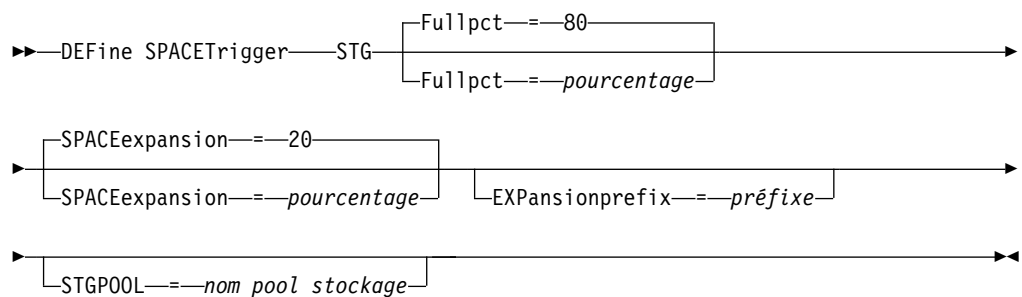 Fullpct = 80
DEFine SPACETrigger STG
Fullpct = pourcentage
SPACEexpansion = 20
SPACEexpansion = pourcentage
EXPansionprefix = préfixe
STGPOOL = nom pool stockage